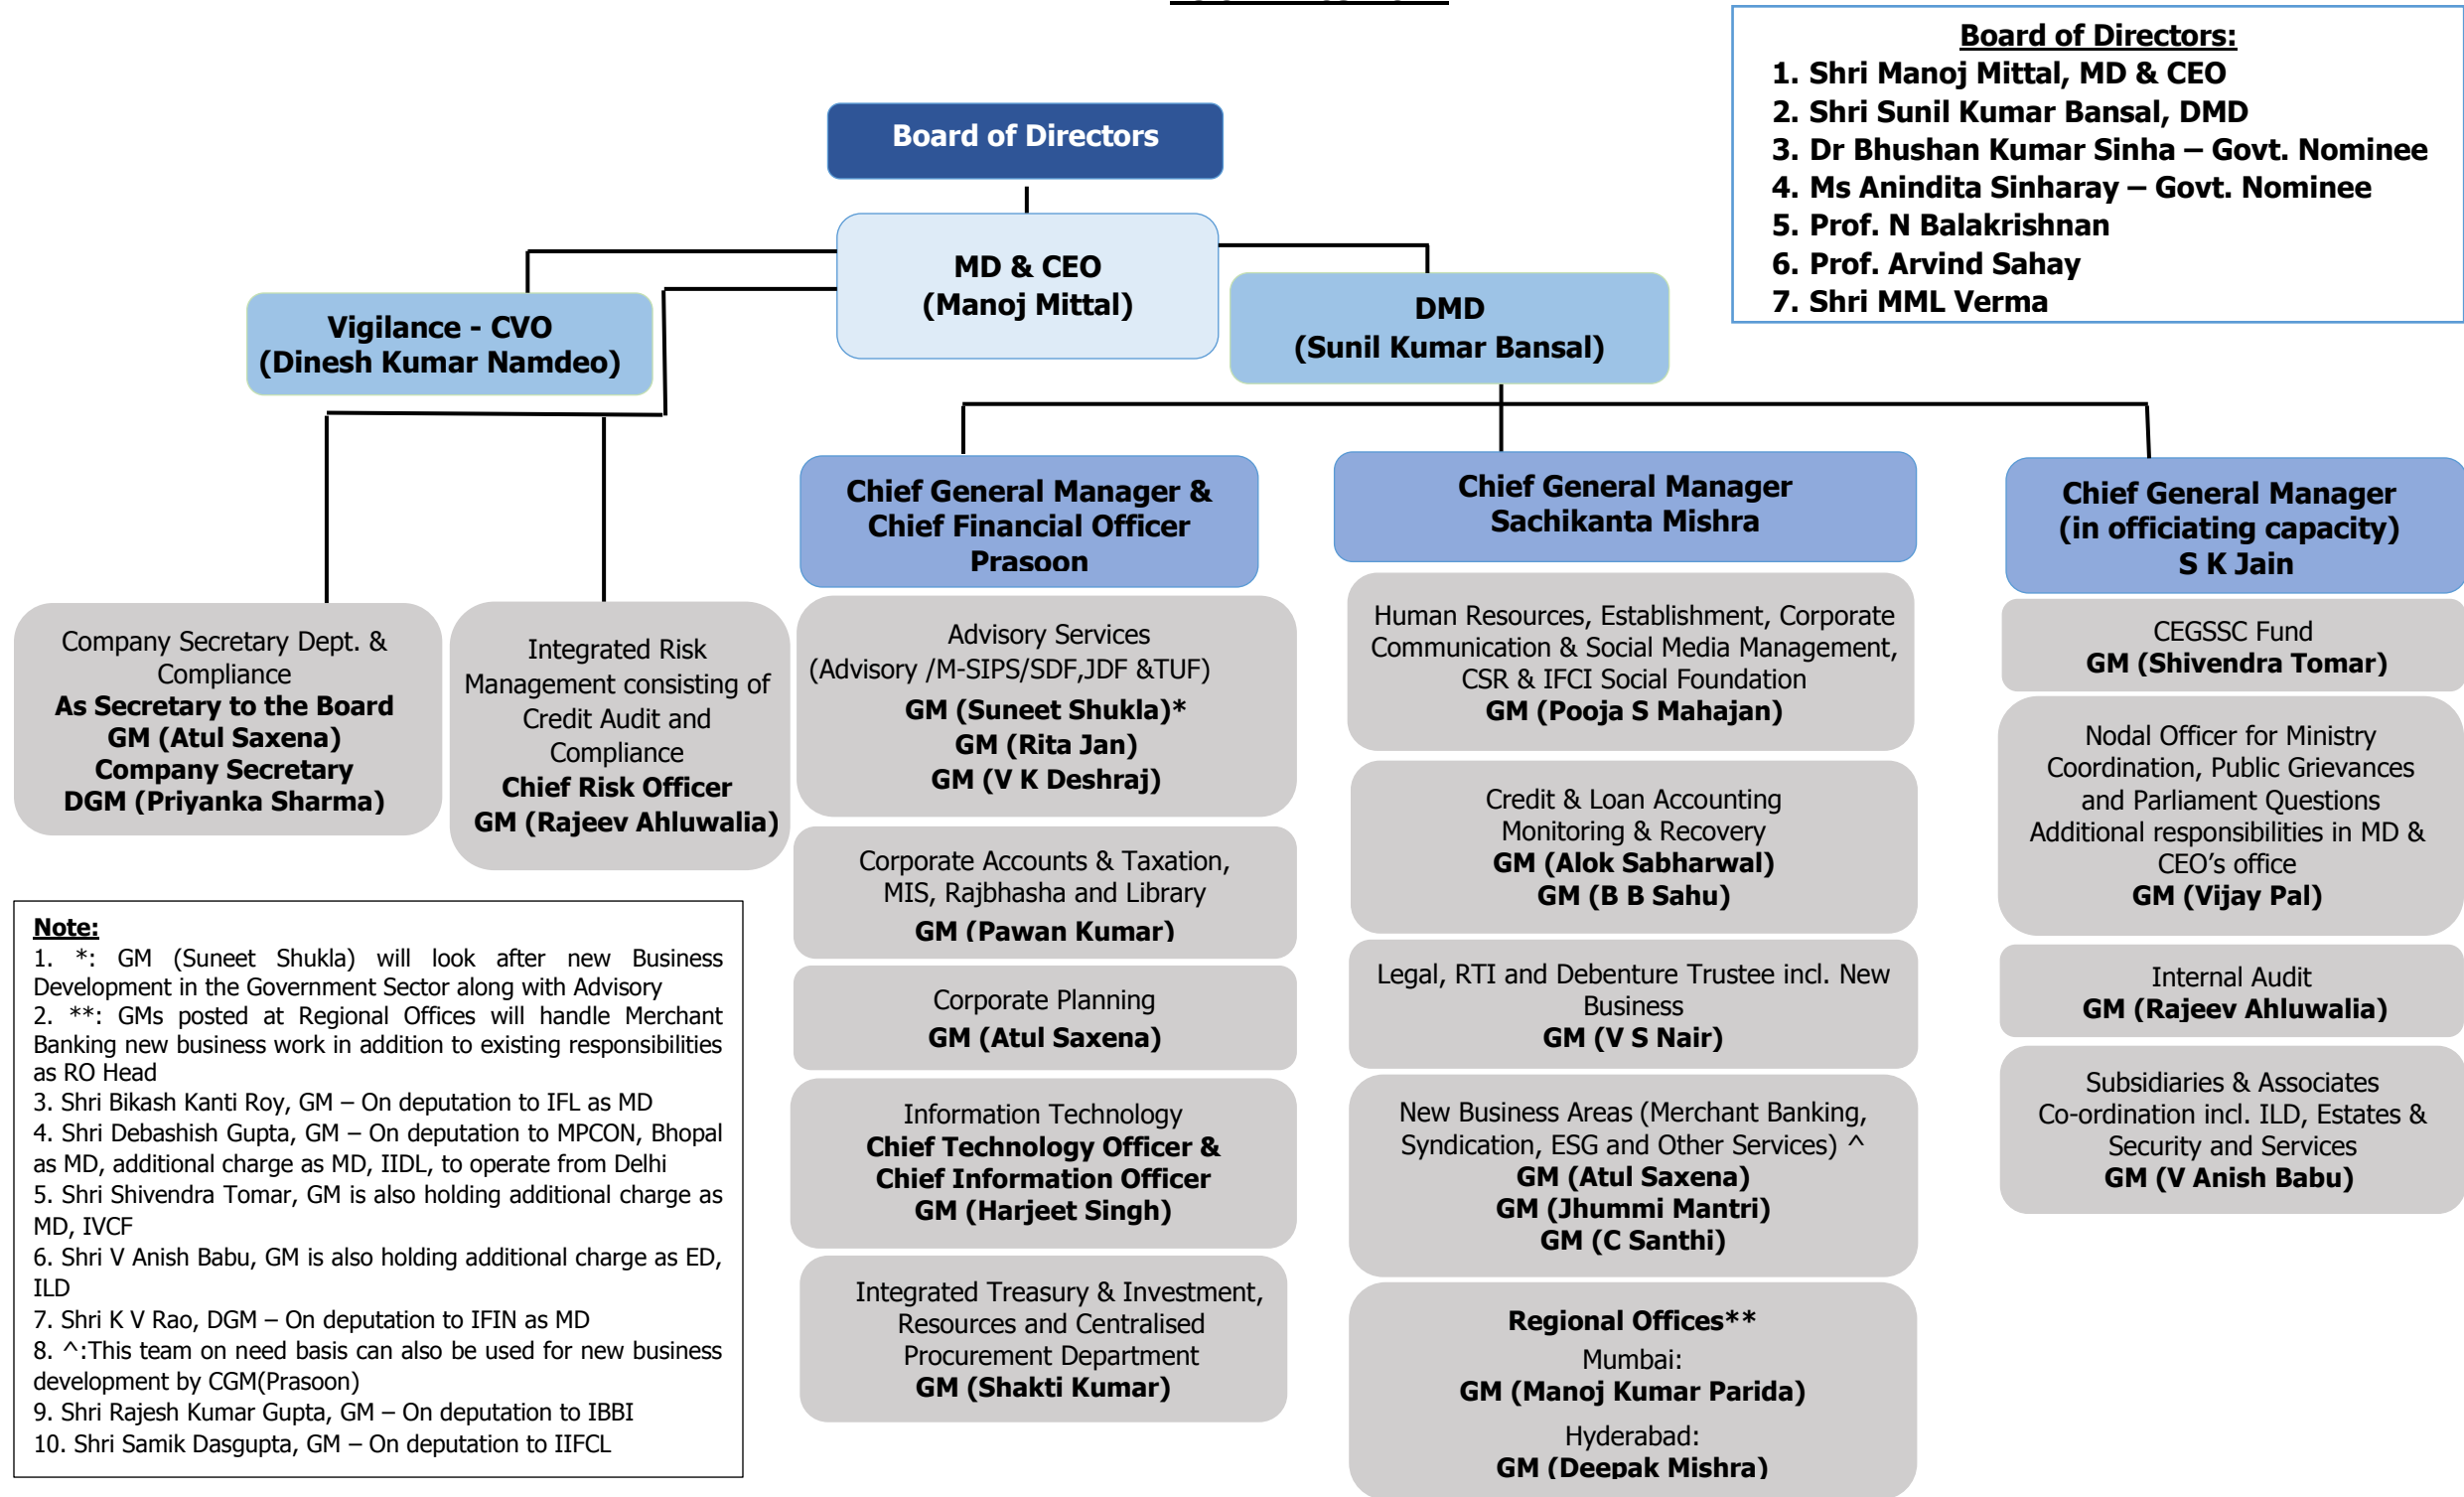 Board of Directors:
1. Shri Manoj Mittal, MD & CEO
2. Shri Sunil Kumar Bansal, DMD
3. Dr Bhushan Kumar Sinha – Govt. Nominee
4. Ms Anindita Sinharay – Govt. Nominee
5. Prof. N Balakrishnan
6. Prof. Arvind Sahay
7. Shri MML Verma
Board of Directors
MD & CEO
(Manoj Mittal)
Vigilance - CVO
(Dinesh Kumar Namdeo)
DMD
(Sunil Kumar Bansal)
Company Secretary Dept. &
Compliance
As Secretary to the Board
GM (Atul Saxena)
Company Secretary
DGM (Priyanka Sharma)
Integrated Risk
Management consisting of
Credit Audit and
Compliance
Chief Risk Officer
GM (Rajeev Ahluwalia)
Chief General Manager &
Chief Financial Officer
Prasoon
Advisory Services
(Advisory /M-SIPS/SDF,JDF &TUF)
GM (Suneet Shukla)*
GM (Rita Jan)
GM (V K Deshraj)
Corporate Accounts & Taxation,
MIS, Rajbhasha and Library
GM (Pawan Kumar)
Corporate Planning
GM (Atul Saxena)
Information Technology
Chief Technology Officer &
Chief Information Officer
GM (Harjeet Singh)
Integrated Treasury & Investment,
Resources and Centralised
Procurement Department
GM (Shakti Kumar)
Chief General Manager
Sachikanta Mishra
Human Resources, Establishment, Corporate
Communication & Social Media Management,
CSR & IFCI Social Foundation
GM (Pooja S Mahajan)
Credit & Loan Accounting
Monitoring & Recovery
GM (Alok Sabharwal)
GM (B B Sahu)
Legal, RTI and Debenture Trustee incl. New
Business
GM (V S Nair)
New Business Areas (Merchant Banking,
Syndication, ESG and Other Services) ^
GM (Atul Saxena)
GM (Jhummi Mantri)
GM (C Santhi)
Regional Offices**
Mumbai:
GM (Manoj Kumar Parida)
Hyderabad:
GM (Deepak Mishra)
Chief General Manager
(in officiating capacity)
S K Jain
CEGSSC Fund
GM (Shivendra Tomar)
Nodal Officer for Ministry
Coordination, Public Grievances
and Parliament Questions
Additional responsibilities in MD &
CEO’s office
GM (Vijay Pal)
Internal Audit
GM (Rajeev Ahluwalia)
Subsidiaries & Associates
Co-ordination incl. ILD, Estates &
Security and Services
GM (V Anish Babu)
Note:
1. *: GM (Suneet Shukla) will look after new Business
Development in the Government Sector along with Advisory
2. **: GMs posted at Regional Offices will handle Merchant
Banking new business work in addition to existing responsibilities
as RO Head
3. Shri Bikash Kanti Roy, GM – On deputation to IFL as MD
4. Shri Debashish Gupta, GM – On deputation to MPCON, Bhopal
as MD, additional charge as MD, IIDL, to operate from Delhi
5. Shri Shivendra Tomar, GM is also holding additional charge as
MD, IVCF
6. Shri V Anish Babu, GM is also holding additional charge as ED,
ILD
7. Shri K V Rao, DGM – On deputation to IFIN as MD
8. ^:This team on need basis can also be used for new business
development by CGM(Prasoon)
9. Shri Rajesh Kumar Gupta, GM – On deputation to IBBI
10. Shri Samik Dasgupta, GM – On deputation to IIFCL